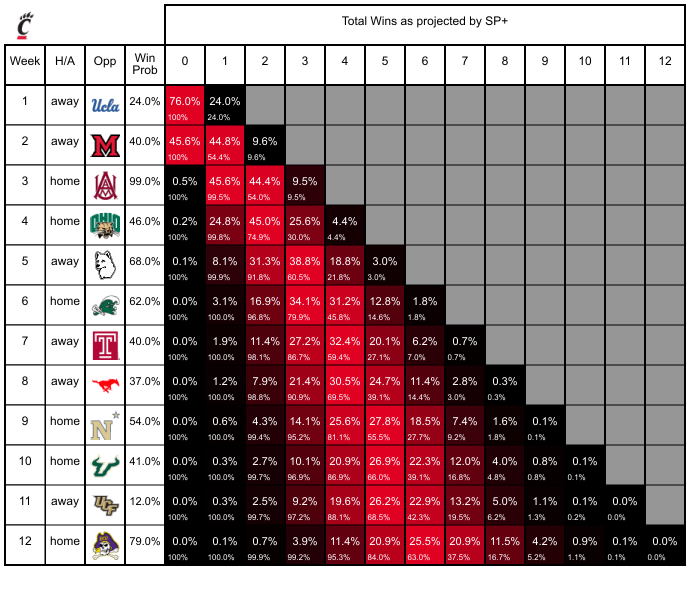 Total Wins as projected by SP+
Week H/A Opp Win Prob 0 1 2 3 4 5 6 7 8 9 10 11 12
1 away Ucla 24.0% 76.0% 24.0%
100% 24.0%
2 away M 40.0% 45.6% 44.8% 9.6%
100% 54.4% 9.6%
3 home A M 99.0% 0.5% 45.6% 44.4% 9.5%
100% 99.5% 54.0% 9.5%
4 home OHIO 46.0% 0.2% 24.8% 45.0% 25.6% 4.4%
100% 99.8% 74.9% 30.0% 4.4%
5 away 68.0% 0.1% 8.1% 31.3% 38.8% 18.8% 3.0%
100% 99.9% 91.8% 60.5% 21.8% 3.0%
6 home 62.0% 0.0% 3.1% 16.9% 34.1% 31.2% 12.8% 1.8%
100% 100.0% 96.8% 79.9% 45.8% 14.6% 1.8%
7 away T 40.0% 0.0% 1.9% 11.4% 27.2% 32.4% 20.1% 6.2% 0.7%
100% 100.0% 98.1% 86.7% 59.4% 27.1% 7.0% 0.7%
8 away 37.0% 0.0% 1.2% 7.9% 21.4% 30.5% 24.7% 11.4% 2.8% 0.3%
100% 100.0% 98.8% 90.9% 69.5% 39.1% 14.4% 3.0% 0.3%
9 home N 54.0% 0.0% 0.6% 4.3% 14.1% 25.6% 27.8% 18.5% 7.4% 1.6% 0.1%
100% 100.0% 99.4% 95.2% 81.1% 55.5% 27.7% 9.2% 1.8% 0.1%
10 home 41.0% 0.0% 0.3% 2.7% 10.1% 20.9% 26.9% 22.3% 12.0% 4.0% 0.8% 0.1%
100% 100.0% 99.7% 96.9% 86.9% 66.0% 39.1% 16.8% 4.8% 0.8% 0.1%
11 away UCF 12.0% 0.0% 0.3% 2.5% 9.2% 19.6% 26.2% 22.9% 13.2% 5.0% 1.1% 0.1% 0.0%
100% 100.0% 99.7% 97.2% 88.1% 68.5% 42.3% 19.5% 6.2% 1.3% 0.2% 0.0%
12 home 79.0% 0.0% 0.1% 0.7% 3.9% 11.4% 20.9% 25.5% 20.9% 11.5% 4.2% 0.9% 0.1% 0.0%
100% 100.0% 99.9% 99.2% 95.3% 84.0% 63.0% 37.5% 16.7% 5.2% 1.1% 0.1% 0.0%